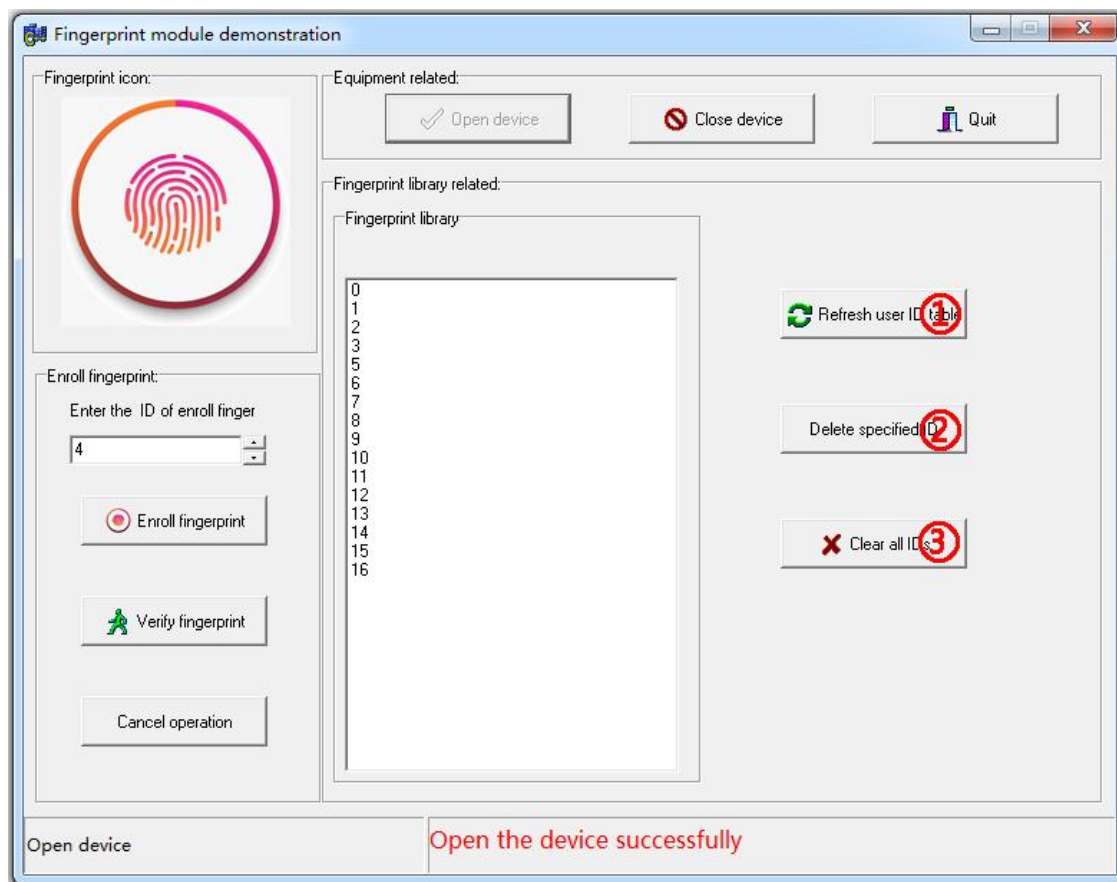 Fingerprint module demonstration
Fingerprint icon:
Equipment related:
Open device
Close device
Quit
Fingerprint library related:
Fingerprint library
0
1
2
3
5
6
7
8
9
10
11
12
13
14
15
16
Refresh user ID table
①
Delete specified ID
②
Clear all IDs
③
Enroll fingerprint:
Enter the ID of enroll finger
4
Enroll fingerprint
Verify fingerprint
Cancel operation
Open device
Open the device successfully